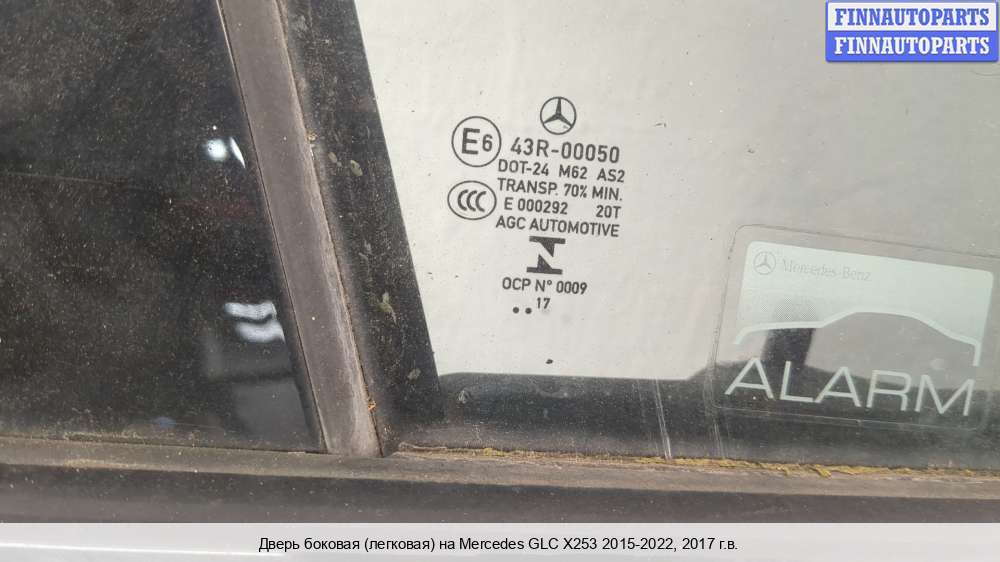 FINNAUTOPARTS
FINNAUTOPARTS
E6 43R-00050
DOT-24 M62 AS2
TRANSP. 70% MIN.
CCC E 000292 20T
AGC AUTOMOTIVE
N
OCP N° 0009
.. 17
Mercedes-Benz
ALARM
Дверь боковая (легковая) на Mercedes GLC X253 2015-2022, 2017 г.в.